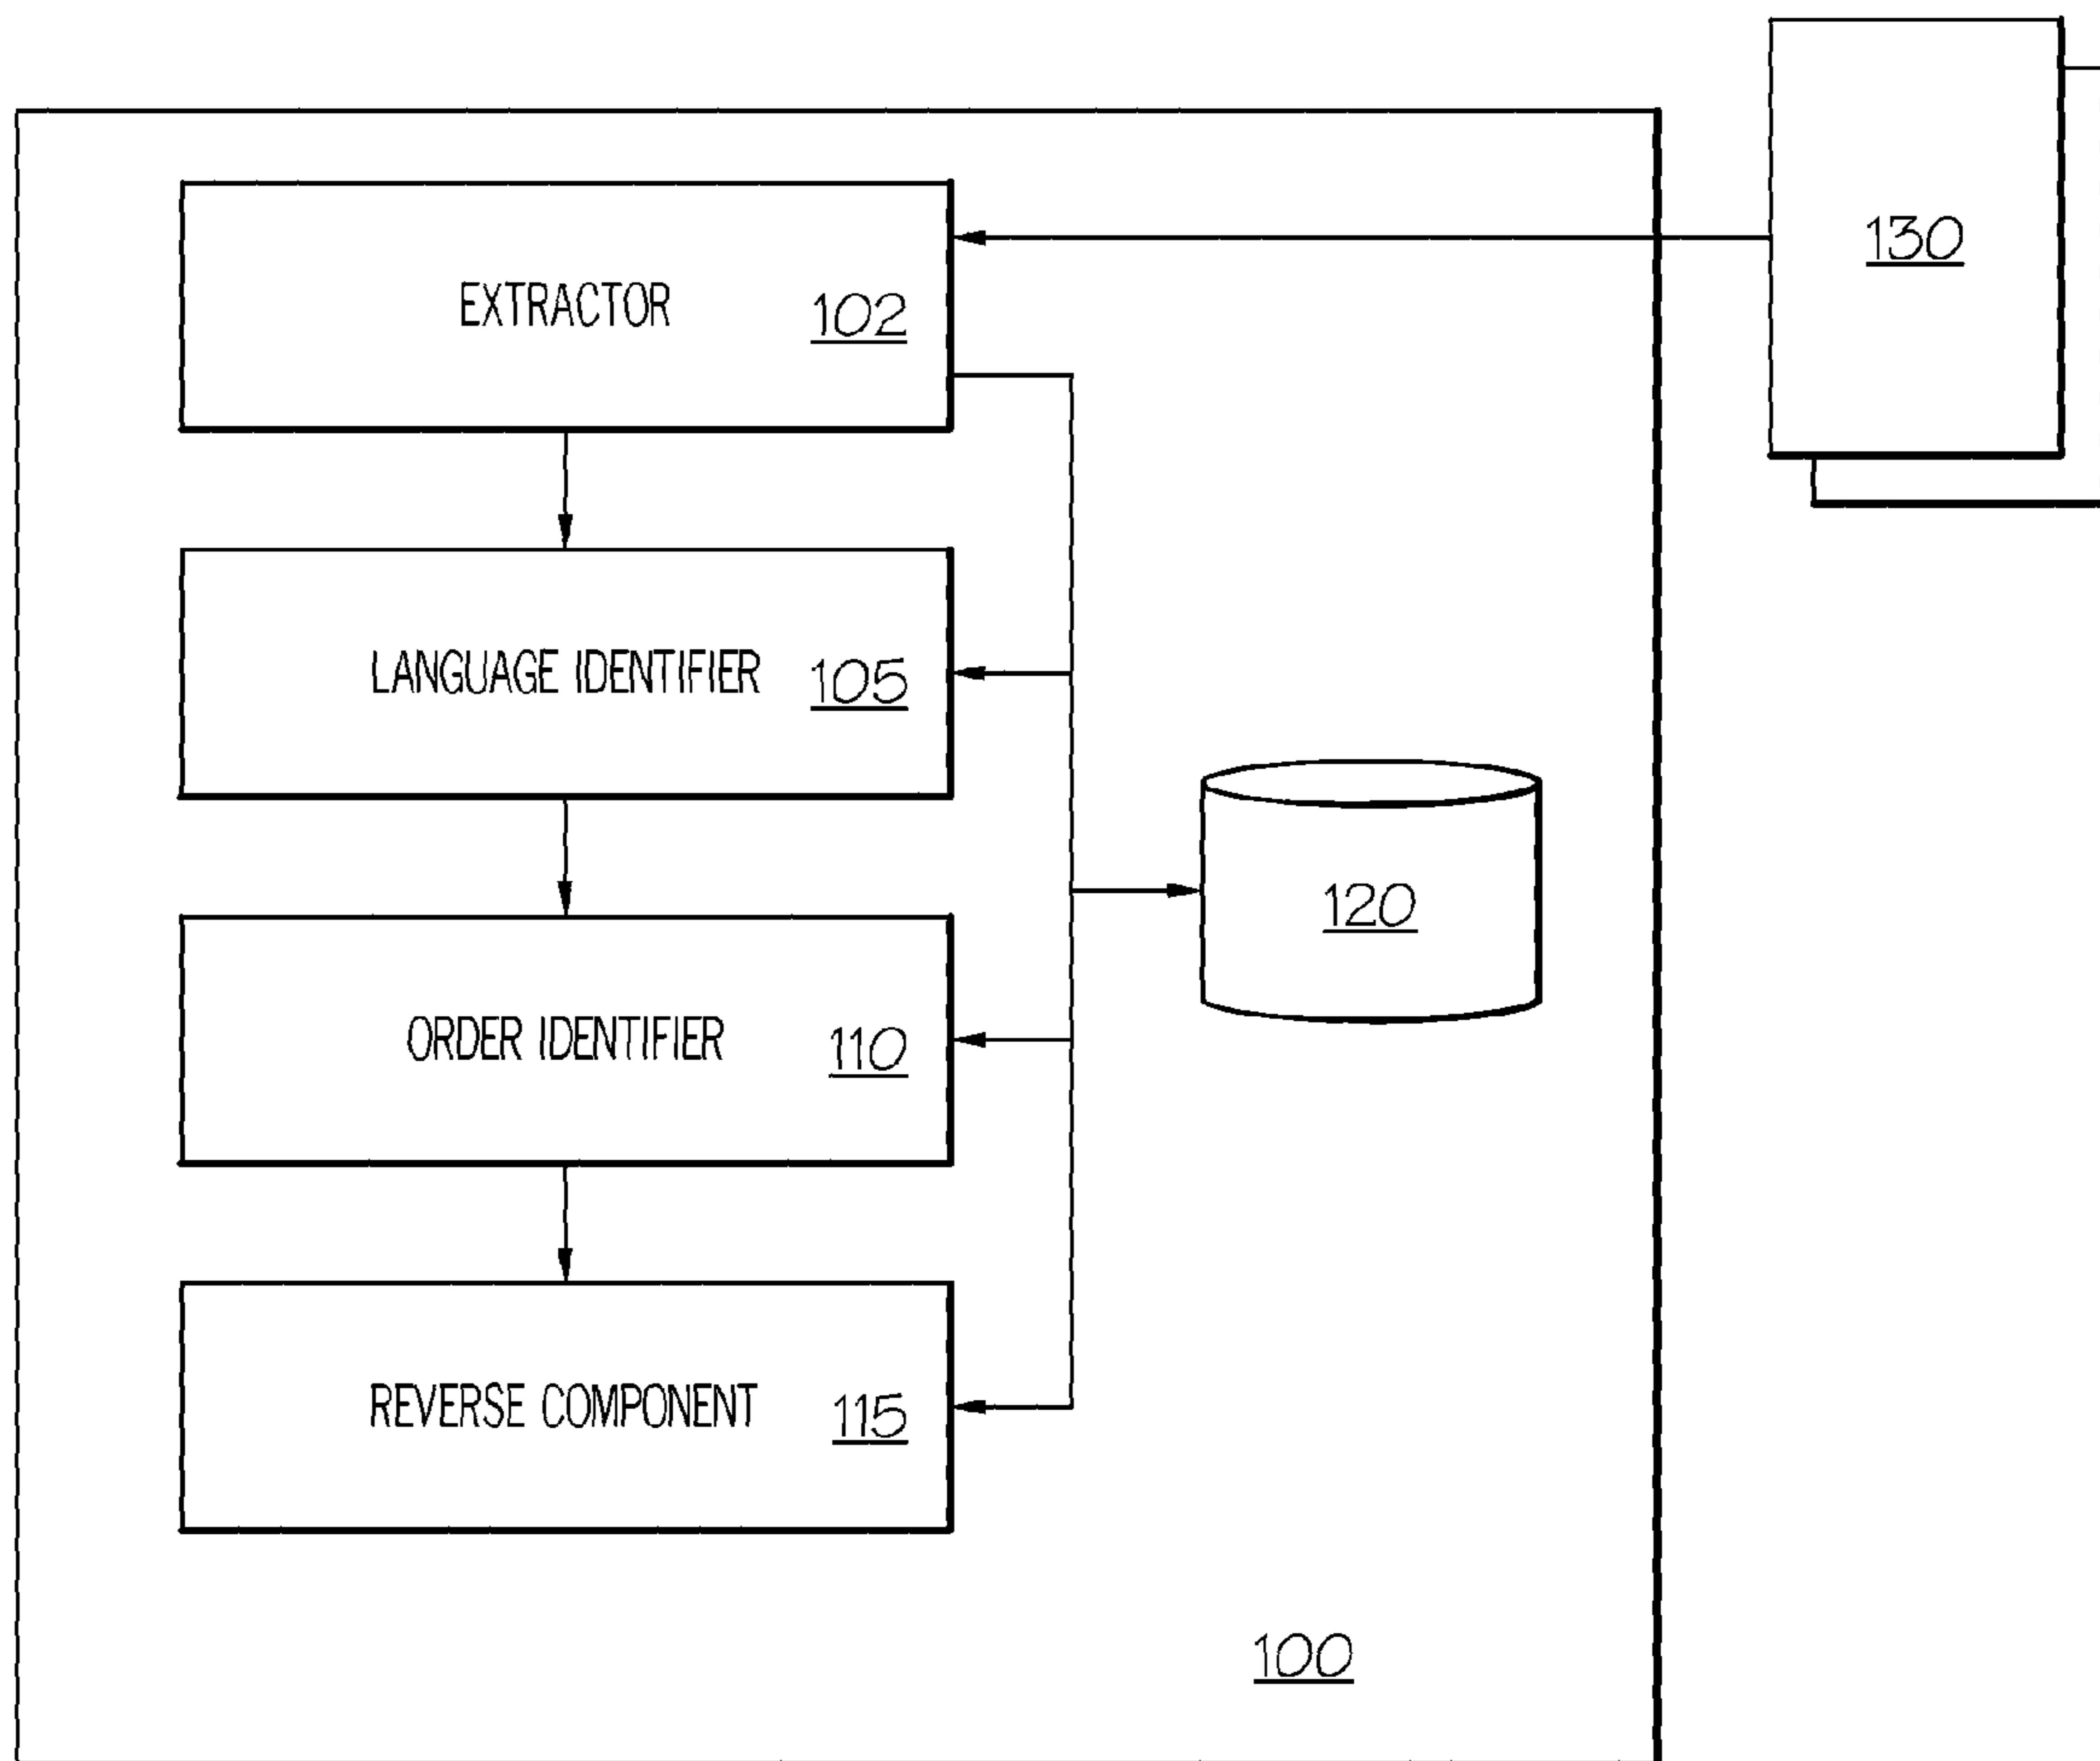 130
EXTRACTOR 102
LANGUAGE IDENTIFIER 105
120
ORDER IDENTIFIER 110
REVERSE COMPONENT 115
100